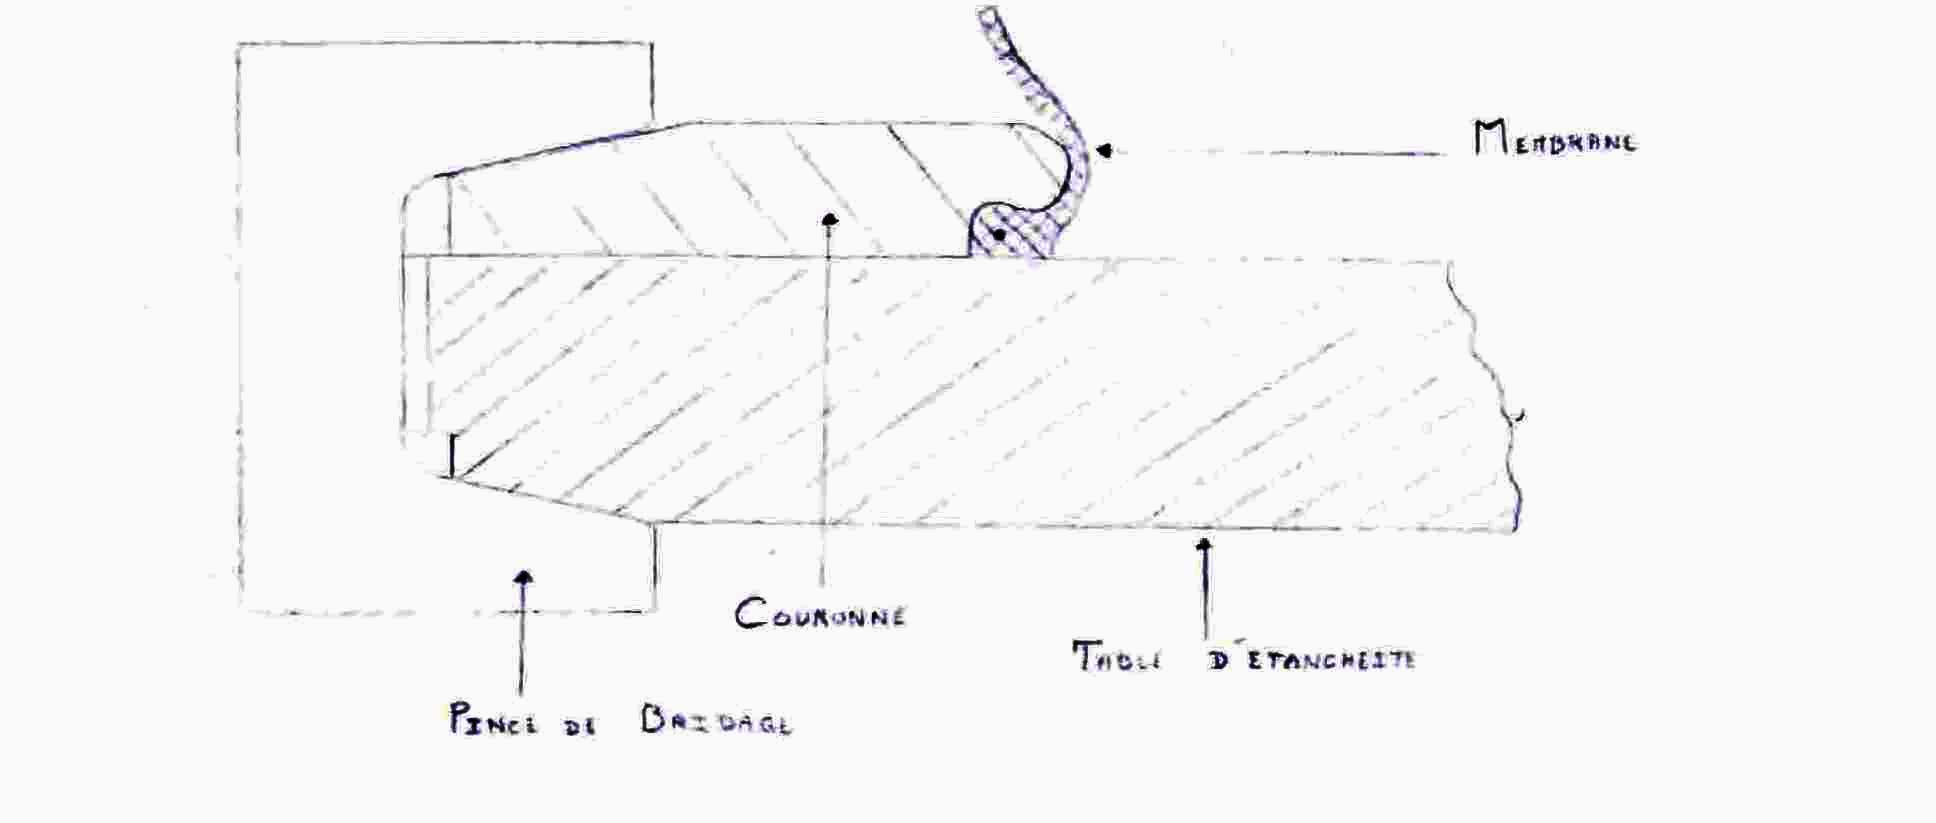 MEMBRANE
COURONNE
TABLE D'ETANCHEITE
PINCE DE BRIDAGE